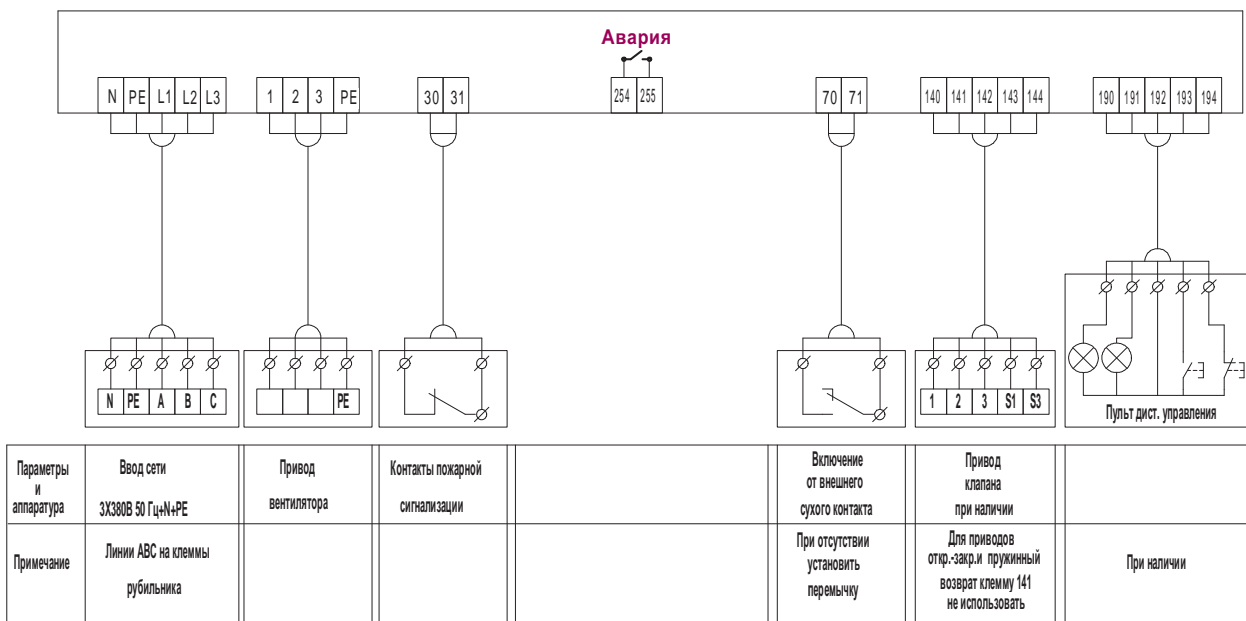 Авария
N PE L1 L2 L3
1 2 3 PE
30 31
254 255
70 71
140 141 142 143 144
190 191 192 193 194
N PE A B C
PE
1 2 3 S1 S3
Пульт дист. управления
Параметры
и
аппаратура
Ввод сети
3Х380В 50 Гц+N+PE
Привод
вентилятора
Контакты пожарной
сигнализации
Включение
от внешнего
сухого контакта
Привод
клапана
при наличии
Примечание
Линии АВС на клеммы
рубильника
При отсутствии
установить
перемычку
Для приводов
откр.-закр.и пружинный
возврат клемму 141
не использовать
При наличии